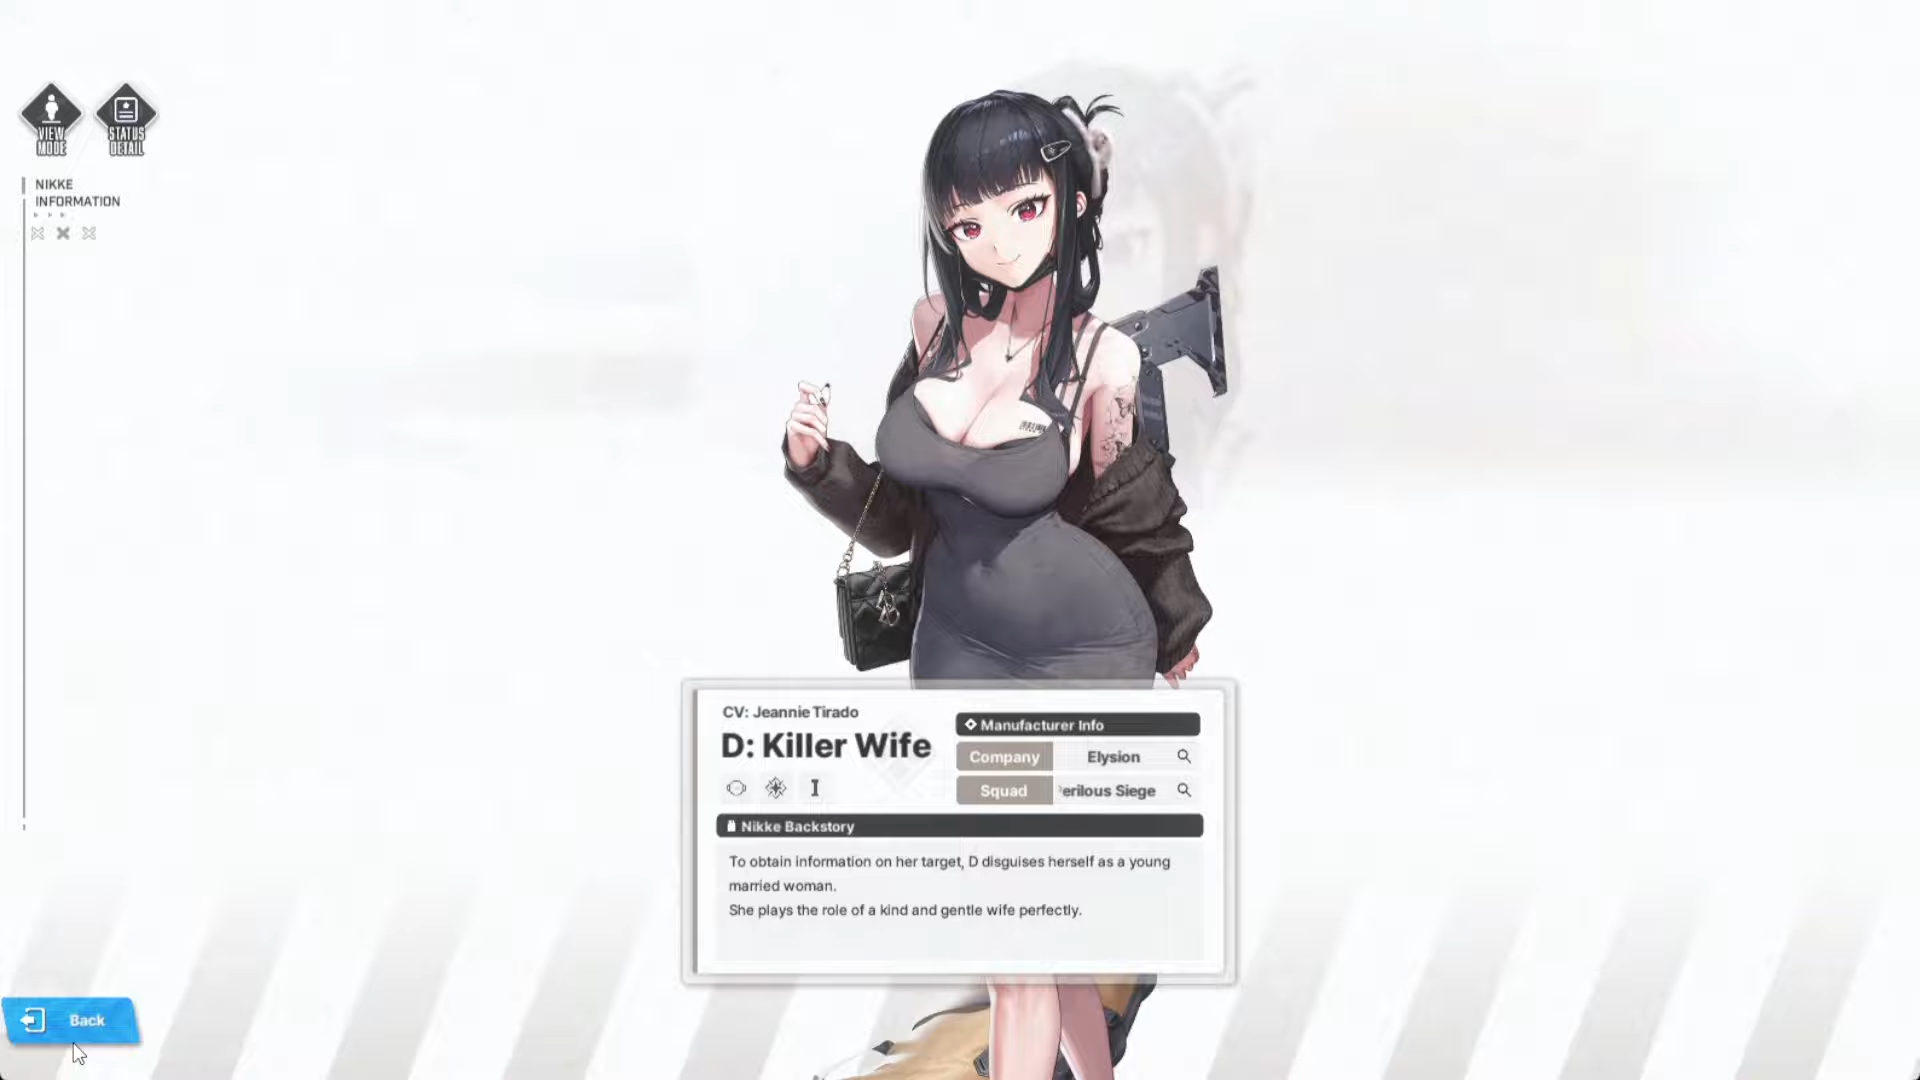 VIEW
MODE
STATUS
DETAIL
NIKKE
INFORMATION
CV: Jeannie Tirado
D: Killer Wife
Manufacturer Info
Company
Elysion
Squad
erilous Siege
Nikke Backstory
To obtain information on her target, D disguises herself as a young
married woman.
She plays the role of a kind and gentle wife perfectly.
Back